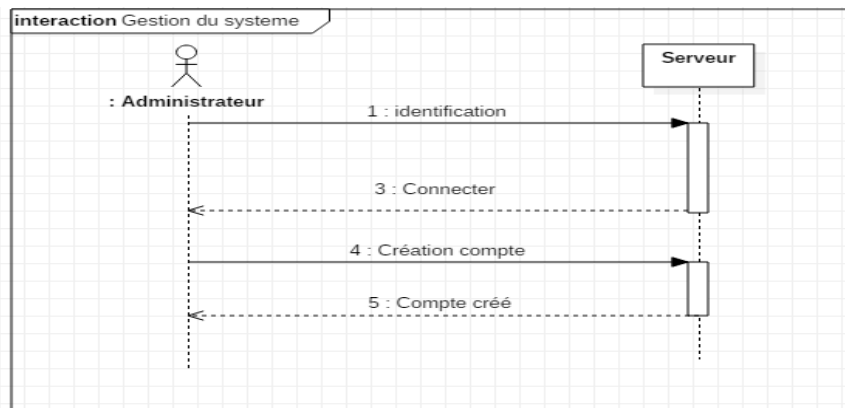 interaction Gestion du systeme
Serveur
: Administrateur
1 : identification
3 : Connecter
4 : Création compte
5 : Compte créé